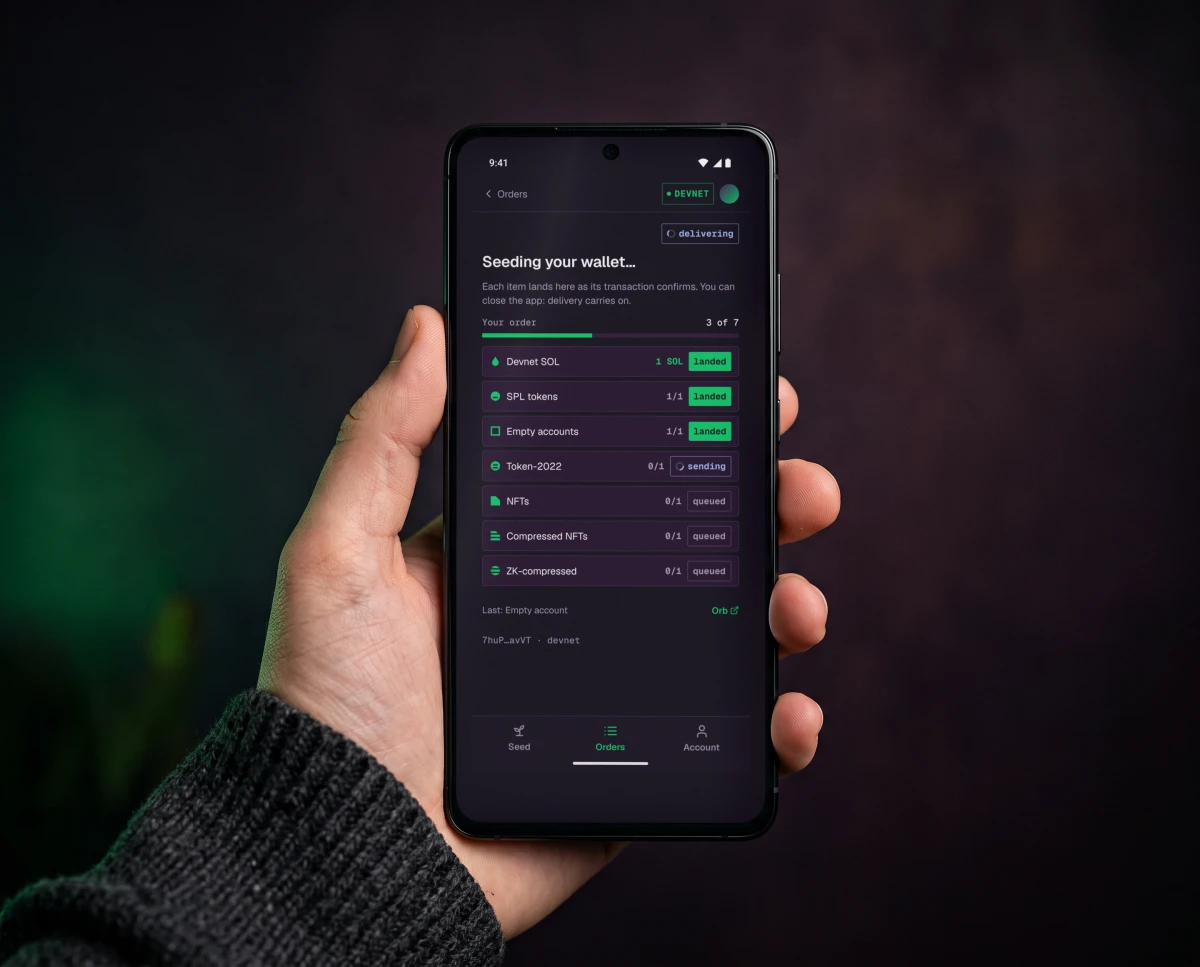 9:41
Orders
DEVNET
delivering
Seeding your wallet…
Each item lands here as its transaction confirms. You can
close the app: delivery carries on.
Your order 3 of 7
Devnet SOL 1 SOL landed
SPL tokens 1/1 landed
Empty accounts 1/1 landed
Token-2022 0/1 sending
NFTs 0/1 queued
Compressed NFTs 0/1 queued
ZK-compressed 0/1 queued
Last: Empty account Orb
7huP…avVT · devnet
Seed Orders Account